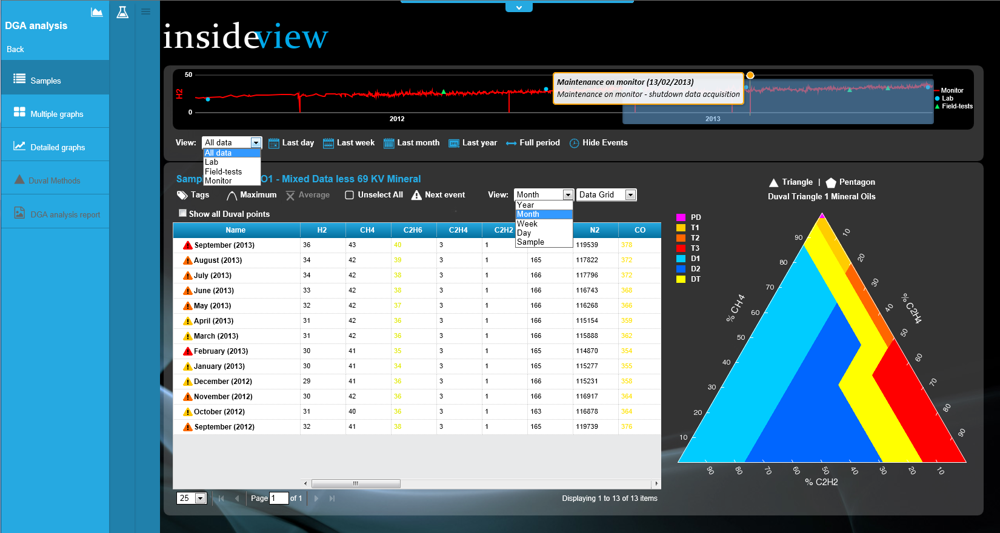 DGA analysis
Back
Samples
Multiple graphs
Detailed graphs
Duval Methods
DGA analysis report
insideview
50
H2
0
2012
2013
Maintenance on monitor (13/02/2013)
Maintenance on monitor - shutdown data acquisition
Monitor
Lab
Field-tests
View: All data Last day Last week Last month Last year Full period Hide Events
All data
Lab
Field-tests
Monitor
Samp O1 - Mixed Data less 69 KV Mineral
Tags Maximum Average Unselect All Next event View: Month Data Grid
Year
Month
Week
Day
Sample
Show all Duval points
Name H2 CH4 C2H6 C2H4 C2H2 N2 CO
September (2013) 36 43 40 3 1 119539 378
August (2013) 34 42 39 3 1 165 117822 372
July (2013) 34 42 38 3 1 166 117796 372
June (2013) 33 42 38 3 1 166 116743 368
May (2013) 32 42 37 3 1 166 116268 366
April (2013) 31 42 36 3 1 166 115154 359
March (2013) 31 42 36 3 1 166 115888 362
February (2013) 30 41 35 3 1 165 114870 354
January (2013) 30 41 34 3 1 165 115277 355
December (2012) 29 41 36 3 1 166 115231 358
November (2012) 30 42 36 3 1 166 116917 364
October (2012) 31 40 36 3 1 163 116878 364
September (2012) 32 41 38 3 1 165 119739 376
25 Page 1 of 1 Displaying 1 to 13 of 13 items
Triangle | Pentagon
Duval Triangle 1 Mineral Oils
PD
T1
T2
T3
D1
D2
DT
% CH4
90
80
70
60
50
40
30
20
10
% C2H4
10
20
30
40
50
60
70
80
90
90 80 70 60 50 40 30 20 10
% C2H2